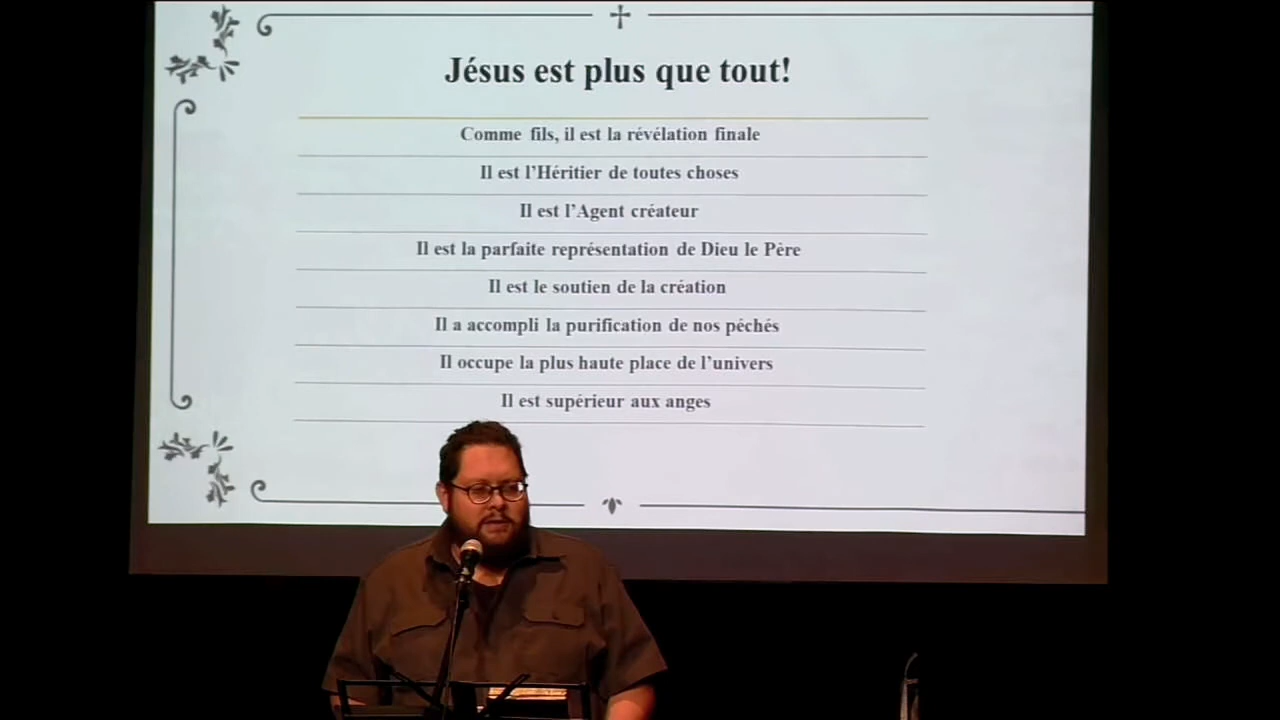 Jésus est plus que tout!
Comme fils, il est la révélation finale
Il est l’Héritier de toutes choses
Il est l’Agent créateur
Il est la parfaite représentation de Dieu le Père
Il est le soutien de la création
Il a accompli la purification de nos péchés
Il occupe la plus haute place de l’univers
Il est supérieur aux anges